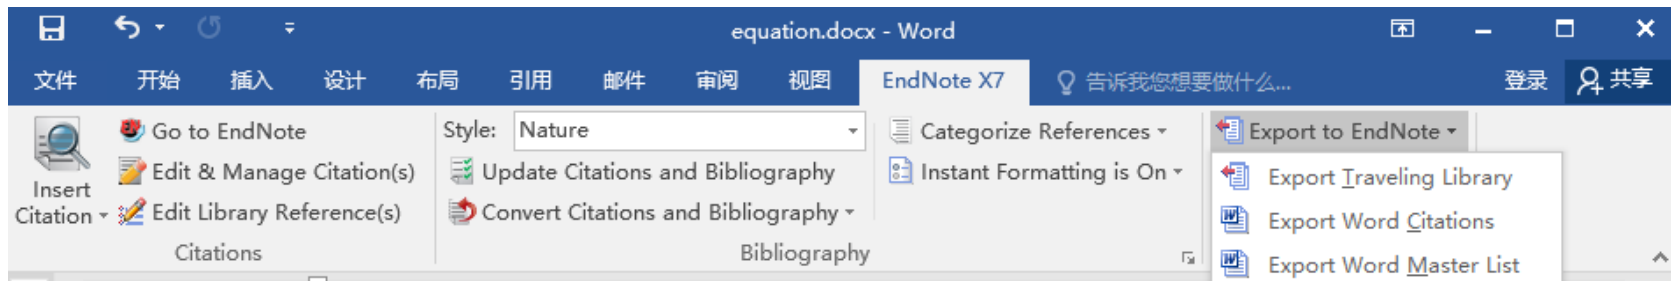 equation.docx - Word
文件 开始 插入 设计 布局 引用 邮件 审阅 视图 EndNote X7 告诉我您想要做什么... 登录 共享
Insert Citation
Go to EndNote
Edit & Manage Citation(s)
Edit Library Reference(s)
Citations
Style: Nature
Update Citations and Bibliography
Convert Citations and Bibliography
Categorize References
Instant Formatting is On
Bibliography
Export to EndNote
Export Traveling Library
Export Word Citations
Export Word Master List